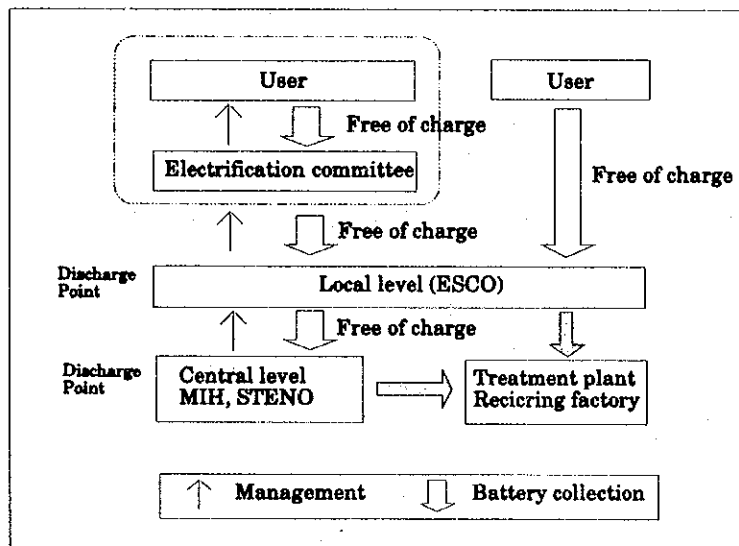 User
User
Free of charge
Electrification committee
Free of charge
Free of charge
Discharge
Point
Local level (ESCO)
Free of charge
Discharge
Point
Central level
MIH, STENO
Treatment plant
Recicring factory
Management
Battery collection